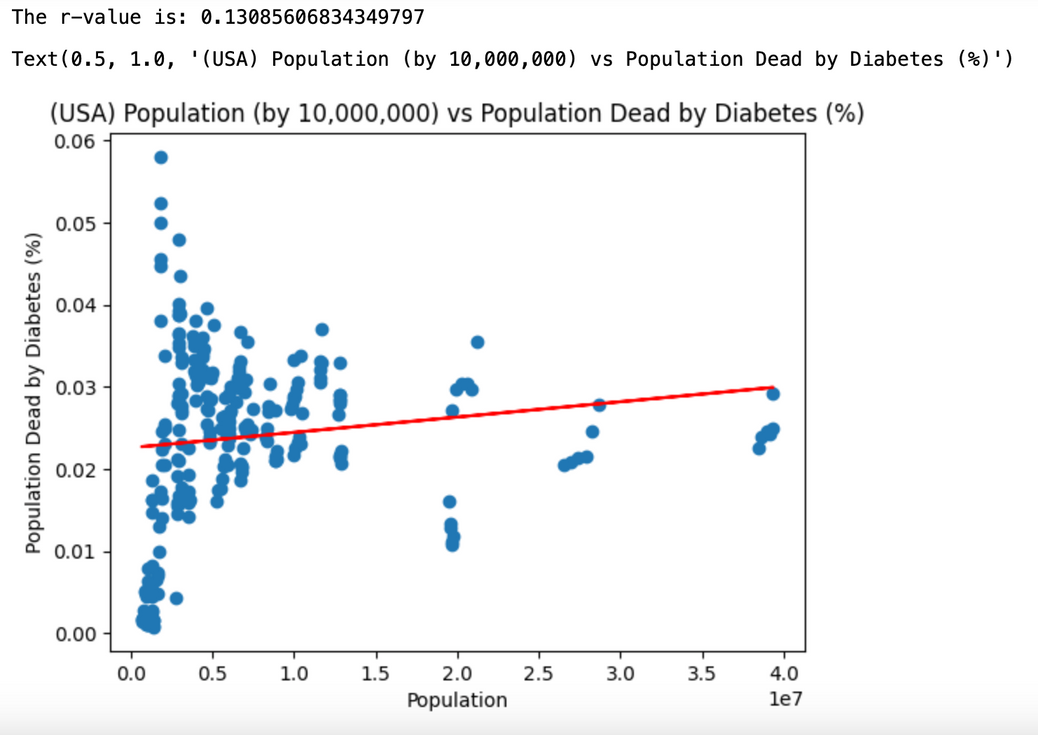 The r-value is: 0.13085606834349797
Text(0.5, 1.0, '(USA) Population (by 10,000,000) vs Population Dead by Diabetes (%)')
(USA) Population (by 10,000,000) vs Population Dead by Diabetes (%)
Population Dead by Diabetes (%)
0.06
0.05
0.04
0.03
0.02
0.01
0.00
0.0 0.5 1.0 1.5 2.0 2.5 3.0 3.5 4.0
1e7
Population